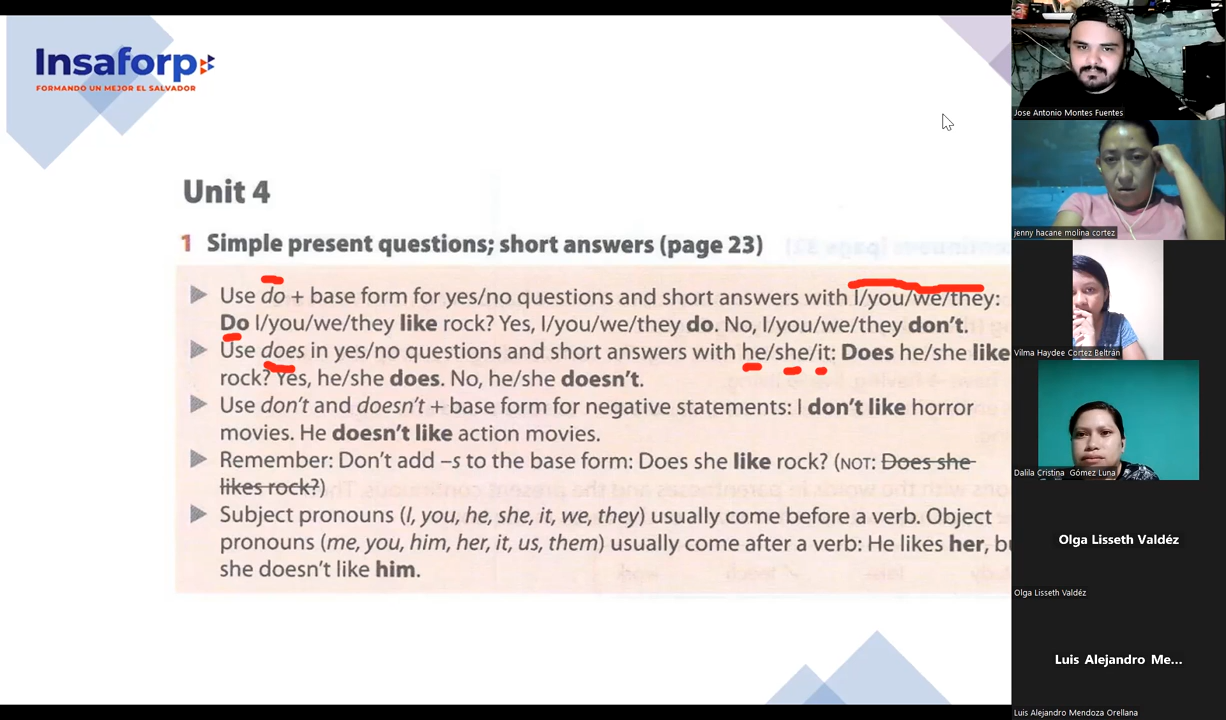 Insaforp
FORMANDO UN MEJOR EL SALVADOR
Unit 4
1 Simple present questions; short answers (page 23)
Use do + base form for yes/no questions and short answers with I/you/we/they:
Do I/you/we/they like rock? Yes, I/you/we/they do. No, I/you/we/they don't.
Use does in yes/no questions and short answers with he/she/it: Does he/she like
rock? Yes, he/she does. No, he/she doesn't.
Use don't and doesn't + base form for negative statements: I don't like horror
movies. He doesn't like action movies.
Remember: Don't add –s to the base form: Does she like rock? (NOT: Does she
likes rock?)
Subject pronouns (I, you, he, she, it, we, they) usually come before a verb. Object
pronouns (me, you, him, her, it, us, them) usually come after a verb: He likes her,
she doesn't like him.
Jose Antonio Montes Fuentes
jenny hacane molina cortez
Vilma Haydee Cortez Beltrán
Dalila Cristina Gómez Luna
Olga Lisseth Valdéz
Olga Lisseth Valdéz
Luis Alejandro Me...
Luis Alejandro Mendoza Orellana